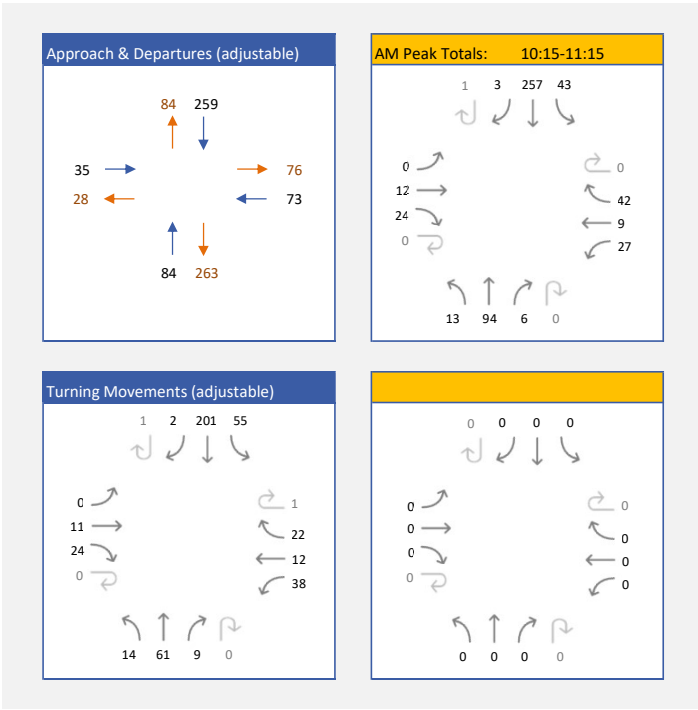 Approach & Departures (adjustable)
84 259
35 76
28 73
84 263
AM Peak Totals: 10:15-11:15
1 3 257 43
0 0
12 42
24 9
0 27
13 94 6 0
Turning Movements (adjustable)
1 2 201 55
0 1
11 22
24 12
0 38
14 61 9 0
0 0 0 0
0 0
0 0
0 0
0 0
0 0 0 0